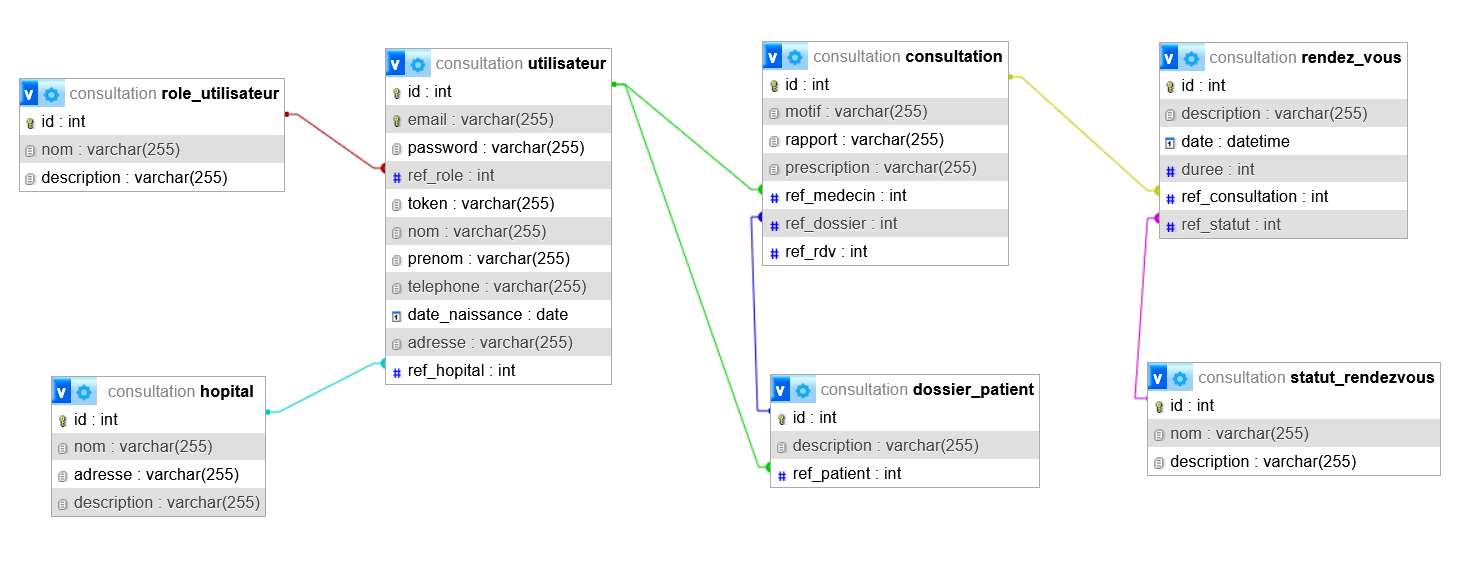 consultation role_utilisateur
id : int
nom : varchar(255)
description : varchar(255)
consultation hopital
id : int
nom : varchar(255)
adresse : varchar(255)
description : varchar(255)
consultation utilisateur
id : int
email : varchar(255)
password : varchar(255)
ref_role : int
token : varchar(255)
nom : varchar(255)
prenom : varchar(255)
telephone : varchar(255)
date_naissance : date
adresse : varchar(255)
ref_hopital : int
consultation consultation
id : int
motif : varchar(255)
rapport : varchar(255)
prescription : varchar(255)
ref_medecin : int
ref_dossier : int
ref_rdv : int
consultation dossier_patient
id : int
description : varchar(255)
ref_patient : int
consultation rendez_vous
id : int
description : varchar(255)
date : datetime
duree : int
ref_consultation : int
ref_statut : int
consultation statut_rendezvous
id : int
nom : varchar(255)
description : varchar(255)